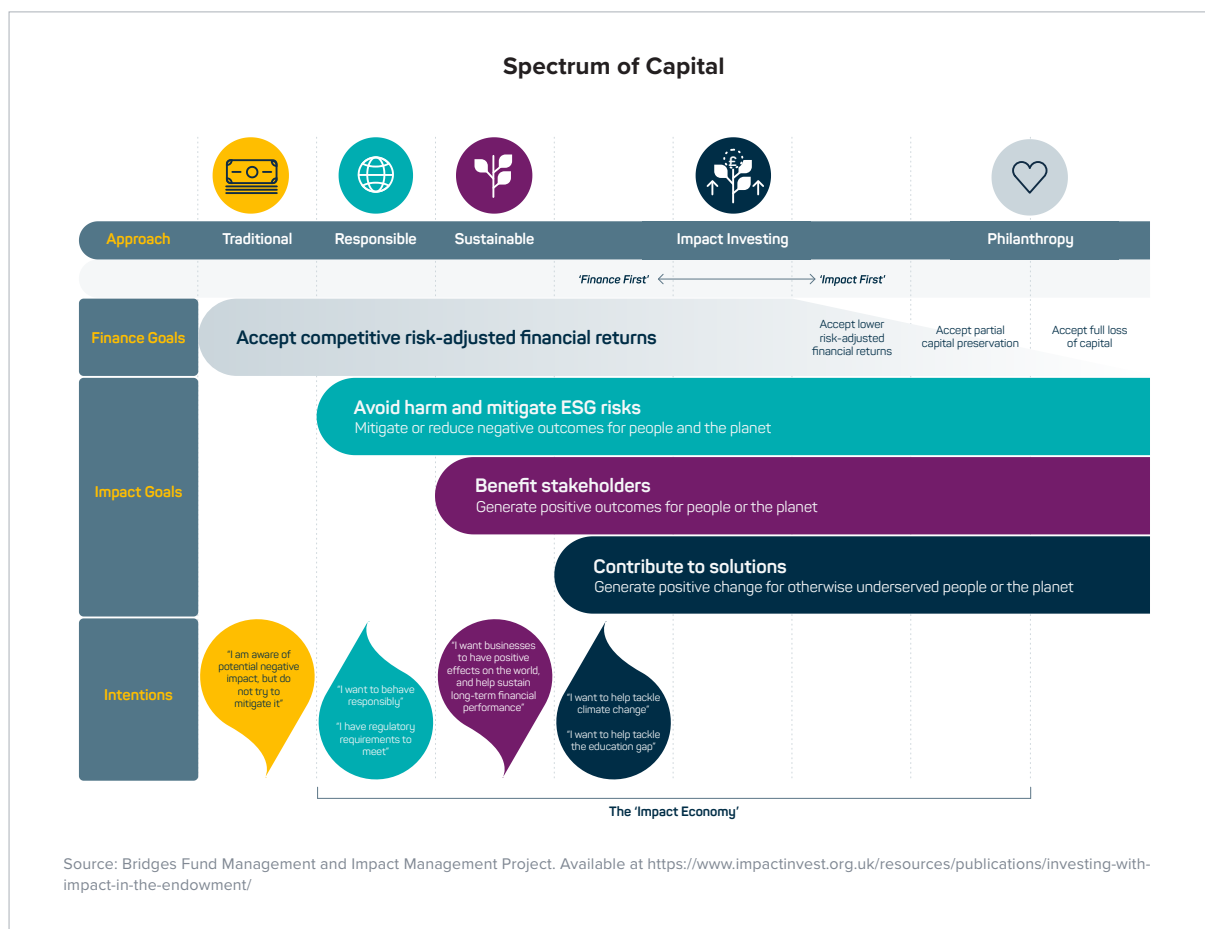 Spectrum of Capital
£
Approach
Traditional
Responsible
Sustainable
Impact Investing
Philanthropy
'Finance First'
'Impact First'
Finance Goals
Accept competitive risk-adjusted financial returns
Accept lower
risk-adjusted
financial returns
Accept partial
capital preservation
Accept full loss
of capital
Impact Goals
Avoid harm and mitigate ESG risks
Mitigate or reduce negative outcomes for people and the planet
Benefit stakeholders
Generate positive outcomes for people or the planet
Contribute to solutions
Generate positive change for otherwise underserved people or the planet
Intentions
"I am aware of
potential negative
impact, but do
not try to
mitigate it"
"I want to behave
responsibly"
"I have regulatory
requirements to
meet"
"I want businesses
to have positive
effects on the world,
and help sustain
long-term financial
performance"
"I want to help tackle
climate change"
"I want to help tackle
the education gap"
The 'Impact Economy'
Source: Bridges Fund Management and Impact Management Project. Available at https://www.impactinvest.org.uk/resources/publications/investing-with-
impact-in-the-endowment/